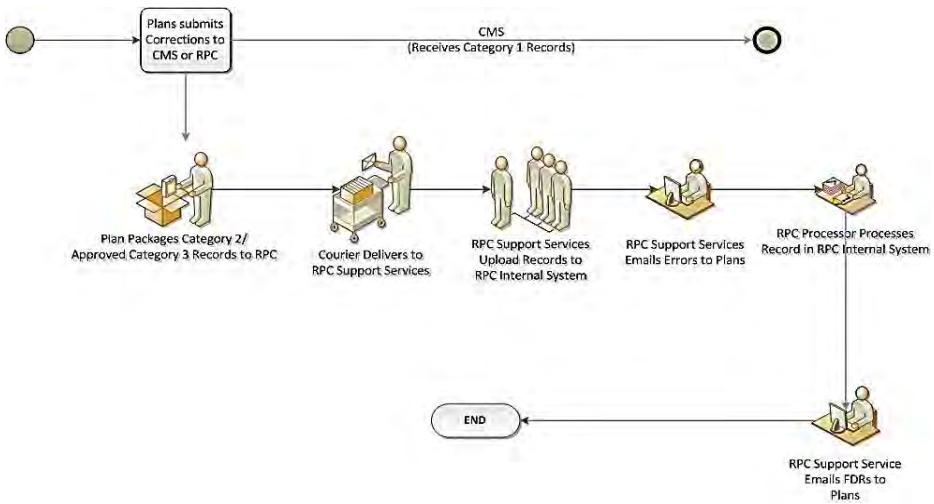 Plans submits
Corrections to
CMS or RPC
CMS
(Receives Category 1 Records)
Plan Packages Category 2/
Approved Category 3 Records to RPC
Courier Delivers to
RPC Support Services
RPC Support Services
Upload Records to
RPC Internal System
RPC Support Services
Emails Errors to Plans
RPC Processor Processes
Record in RPC Internal System
END
RPC Support Service
Emails FDRs to
Plans